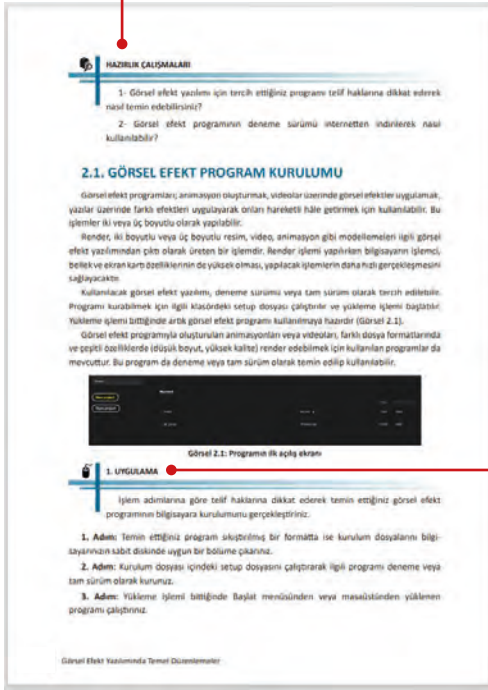 HAZIRLIK ÇALIŞMALARI
1- Görsel efekt yazılımı için tercih ettiğiniz programı telif haklarına dikkat ederek
nasıl temin edebilirsiniz?
2- Görsel efekt programının deneme sürümü internetten indirilerek nasıl
kullanılabilir?
2.1. GÖRSEL EFEKT PROGRAM KURULUMU
Görsel efekt programları; animasyon oluşturmak, videolar üzerinde görsel efektler uygulamak,
yazılar üzerinde farklı efektleri uygulayarak onları hareketli hâle getirmek için kullanılabilir. Bu
işlemler iki veya üç boyutlu olarak yapılabilir.
Render, iki boyutlu veya üç boyutlu resim, video, animasyon gibi modellemeleri ilgili görsel
efekt yazılımından çıktı olarak üreten bir işlemdir. Render işlemi yapılırken bilgisayarın işlemci,
bellek ve ekran kartı özelliklerinin de yüksek olması, yapılacak işlemlerin daha hızlı gerçekleşmesini
sağlayacaktır.
Kullanılacak görsel efekt yazılımı, deneme sürümü veya tam sürüm olarak tercih edilebilir.
Programı kurabilmek için ilgili klasördeki setup dosyası çalıştırılır ve yükleme işlemi başlatılır.
Yükleme işlemi bittiğinde artık görsel efekt programı kullanılmaya hazırdır (Görsel 2.1).
Görsel efekt programıyla oluşturulan animasyonları veya videoları, farklı dosya formatlarında
ve çeşitli özelliklerde (düşük boyut, yüksek kalite) render edebilmek için kullanılan programlar da
mevcuttur. Bu program da deneme veya tam sürüm olarak temin edilip kullanılabilir.
Görsel 2.1: Programın ilk açılış ekranı
1. UYGULAMA
İşlem adımlarına göre telif haklarına dikkat ederek temin ettiğiniz görsel efekt
programının bilgisayara kurulumunu gerçekleştiriniz.
1. Adım: Temin ettiğiniz program sıkıştırılmış bir formatta ise kurulum dosyalarını bilgi-
sayarınızın sabit diskinde uygun bir bölüme çıkarınız.
2. Adım: Kurulum dosyası içindeki setup dosyasını çalıştırarak ilgili programı deneme veya
tam sürüm olarak kurunuz.
3. Adım: Yükleme işlemi bittiğinde Başlat menüsünden veya masaüstünden yüklenen
programı çalıştırınız.
Görsel Efekt Yazılımında Temel Düzenlemeler